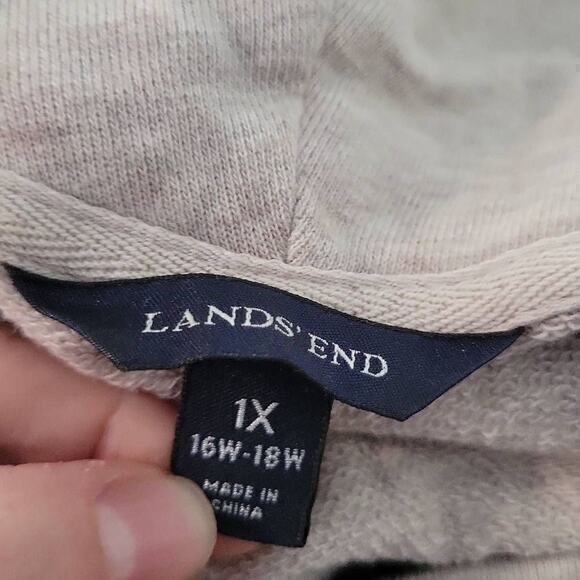 LANDS' END
1X
16W-18W
MADE IN
CHINA